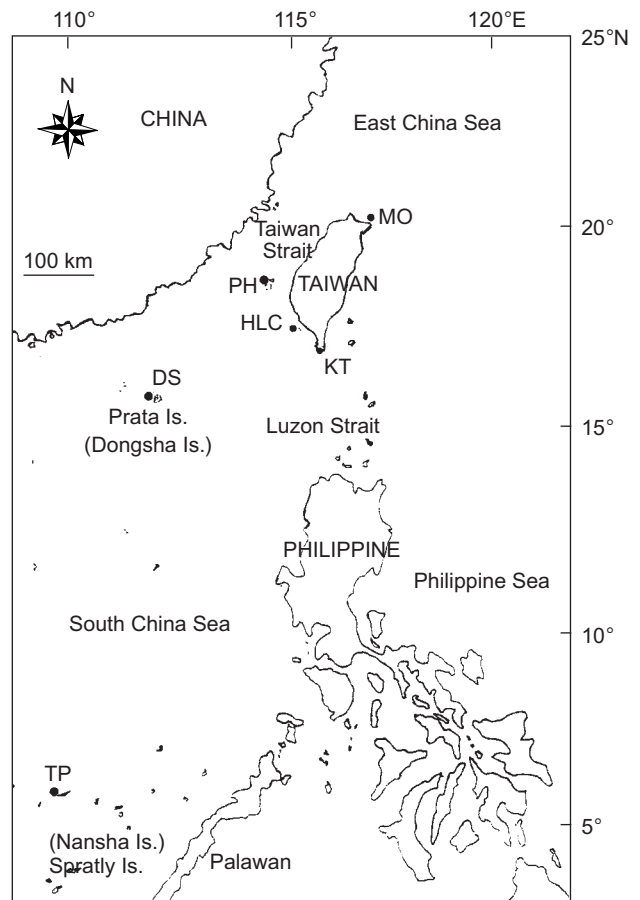 110°
115°
120°E
25°N
N
CHINA
East China Sea
MO
20°
Taiwan
Strait
100 km
PH
TAIWAN
HLC
KT
DS
Prata Is.
(Dongsha Is.)
Luzon Strait
15°
PHILIPPINE
Philippine Sea
South China Sea
10°
TP
(Nansha Is.)
Spratly Is.
Palawan
5°